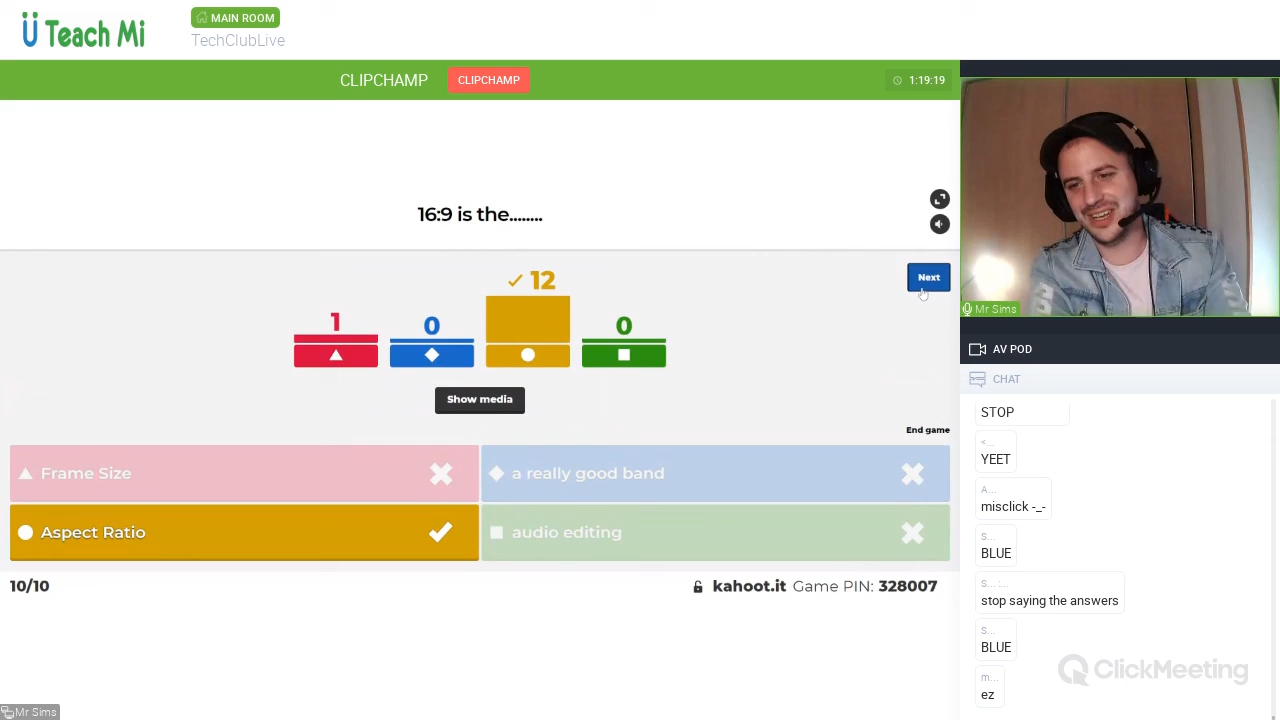 Ü Teach Mi
MAIN ROOM
TechClubLive
CLIPCHAMP
CLIPCHAMP
1:19:19
16:9 is the........
Next
1
0
12
0
Show media
End game
Frame Size
a really good band
Aspect Ratio
audio editing
10/10
kahoot.it Game PIN: 328007
Mr Sims
Mr Sims
AV POD
CHAT
STOP
<...
YEET
A...
misclick -_-
S...
BLUE
S... :...
stop saying the answers
S...
BLUE
m...
ez
ClickMeeting